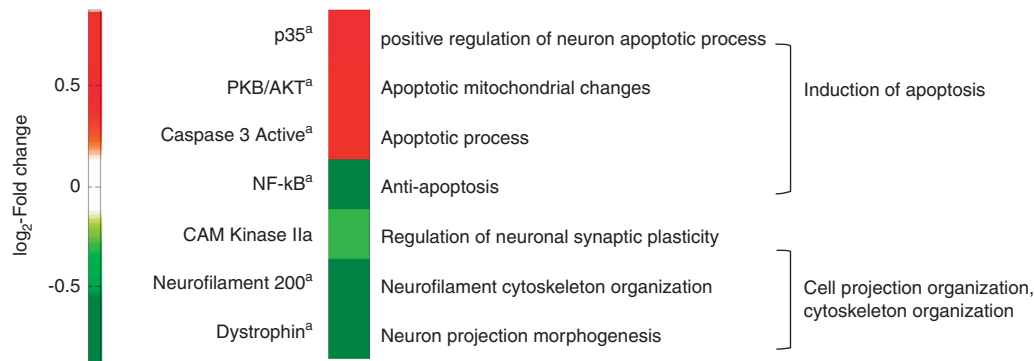 log₂-Fold change
0.5
0
-0.5
p35ᵃ positive regulation of neuron apoptotic process
PKB/AKTᵃ Apoptotic mitochondrial changes
Caspase 3 Activeᵃ Apoptotic process
NF-kBᵃ Anti-apoptosis
CAM Kinase IIa Regulation of neuronal synaptic plasticity
Neurofilament 200ᵃ Neurofilament cytoskeleton organization
Dystrophinᵃ Neuron projection morphogenesis
Induction of apoptosis
Cell projection organization,
cytoskeleton organization